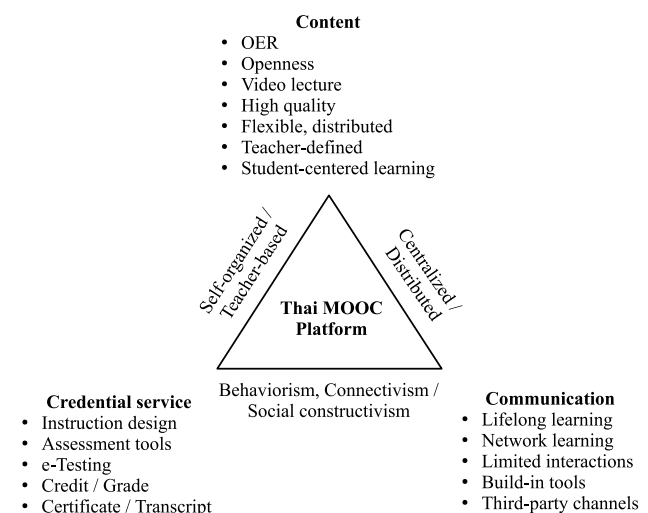 Content
• OER
• Openness
• Video lecture
• High quality
• Flexible, distributed
• Teacher-defined
• Student-centered learning
Self-organized /
Teacher-based
Centralized /
Distributed
Thai MOOC
Platform
Behaviorism, Connectivism /
Social constructivism
Credential service
• Instruction design
• Assessment tools
• e-Testing
• Credit / Grade
• Certificate / Transcript
Communication
• Lifelong learning
• Network learning
• Limited interactions
• Build-in tools
• Third-party channels